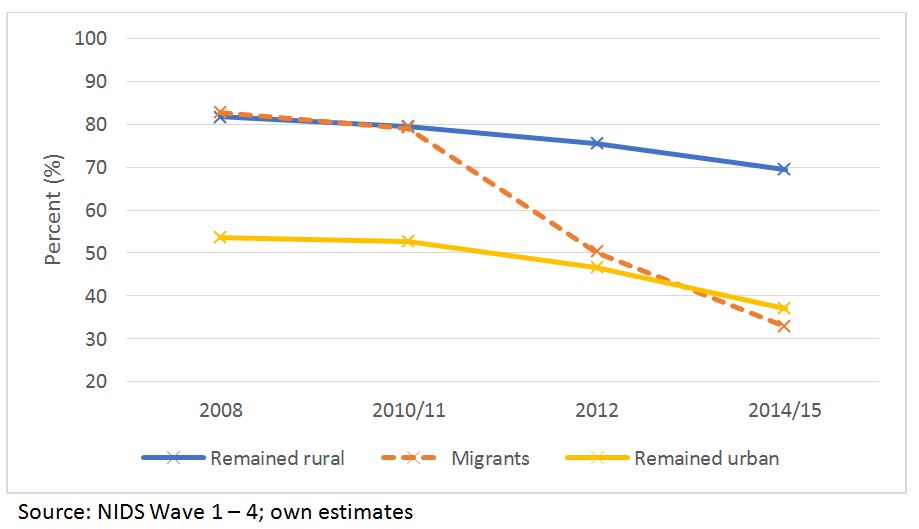 100
90
80
70
60
50
40
30
20
Percent (%)
2008 2010/11 2012 2014/15
Remained rural Migrants Remained urban
Source: NIDS Wave 1 – 4; own estimates